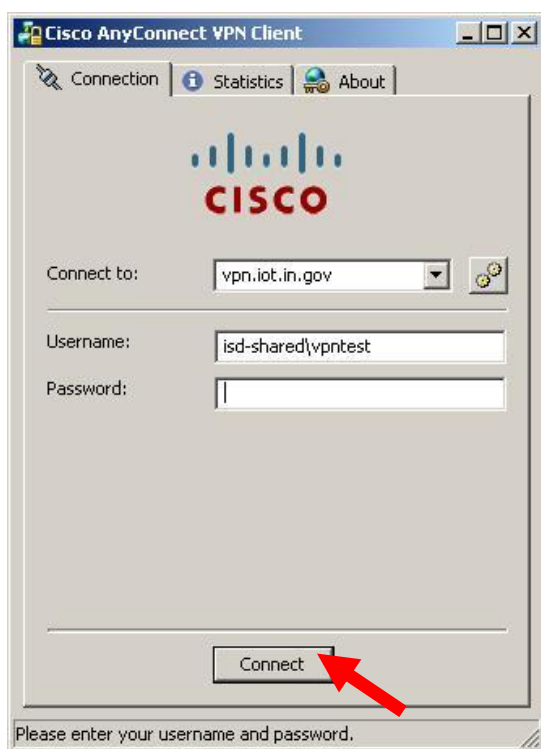 Cisco AnyConnect VPN Client
Connection Statistics About
CISCO
Connect to: vpn.iot.in.gov
Username: isd-shared\vpntest
Password:
Connect
Please enter your username and password.